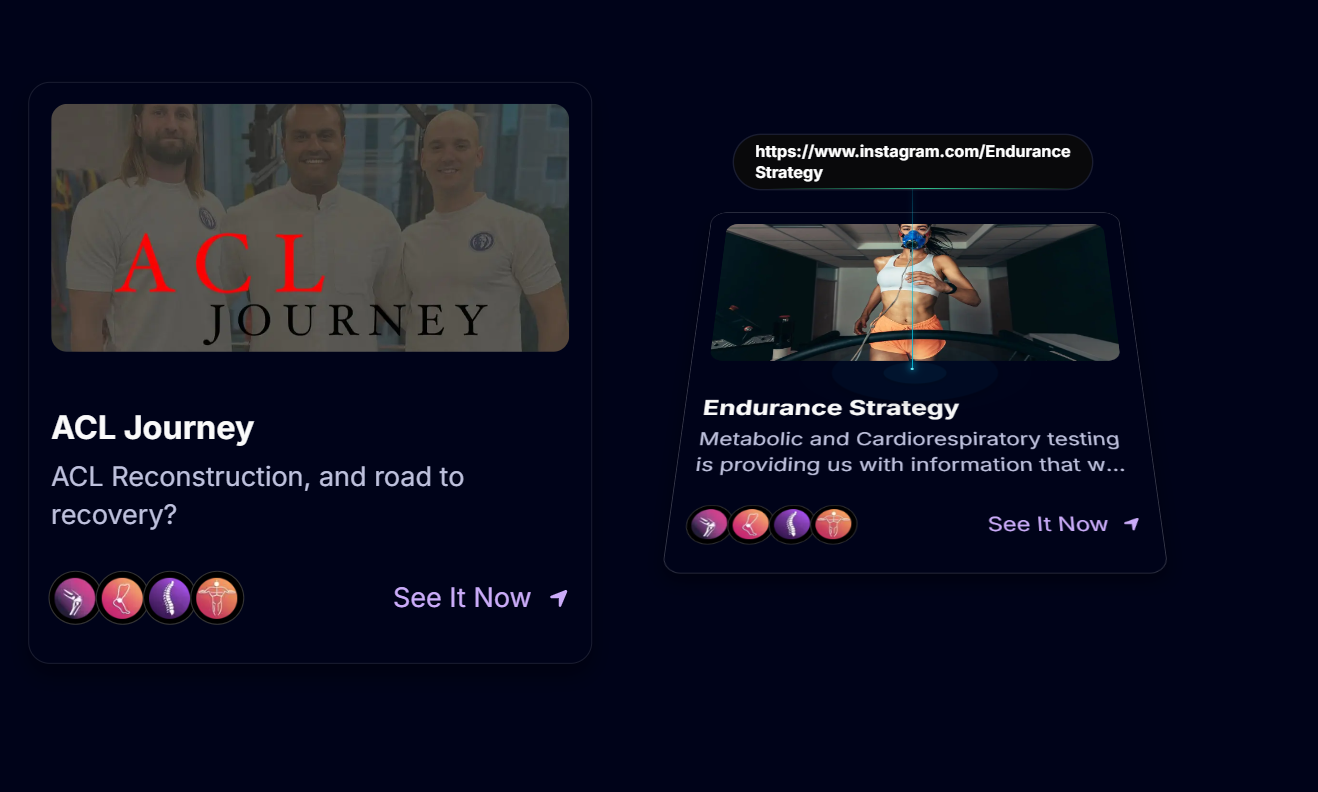 ACL
JOURNEY
ACL Journey
ACL Reconstruction, and road to
recovery?
See It Now
https://www.instagram.com/Endurance
Strategy
Endurance Strategy
Metabolic and Cardiorespiratory testing
is providing us with information that w...
See It Now